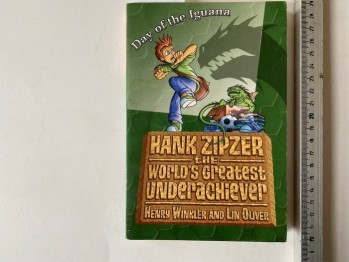 Day of the Iguana
HANK ZIPZER
the
WORLD'S GREATEST
UNDERACHIEVER
HENRY WINKLER AND LIN OLIVER